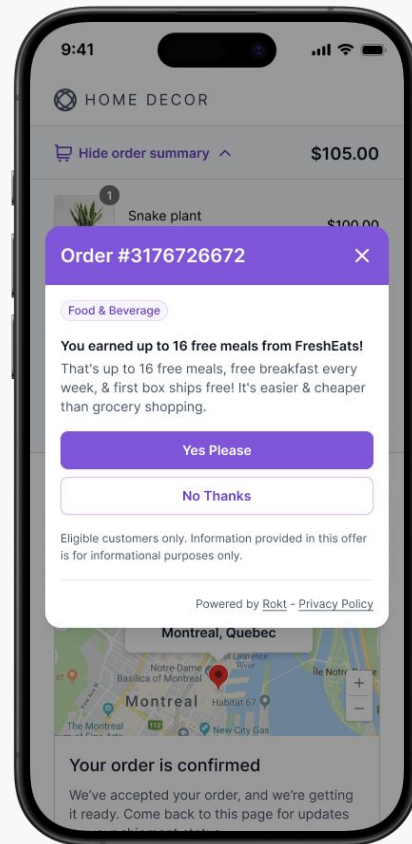 9:41
HOME DECOR
Hide order summary
$105.00
1
Snake plant
$100.00
Order #3176726672
Food & Beverage
You earned up to 16 free meals from FreshEats!
That's up to 16 free meals, free breakfast every
week, & first box ships free! It's easier & cheaper
than grocery shopping.
Yes Please
No Thanks
Eligible customers only. Information provided in this offer
is for informational purposes only.
Powered by Rokt - Privacy Policy
Montreal, Quebec
River
Notre-Dame
Basilica of Montreal
Île Notre
Montreal
Habitat 67
+
−
The Montreal
112
New City Gas
Your order is confirmed
We've accepted your order, and we're getting
it ready. Come back to this page for updates